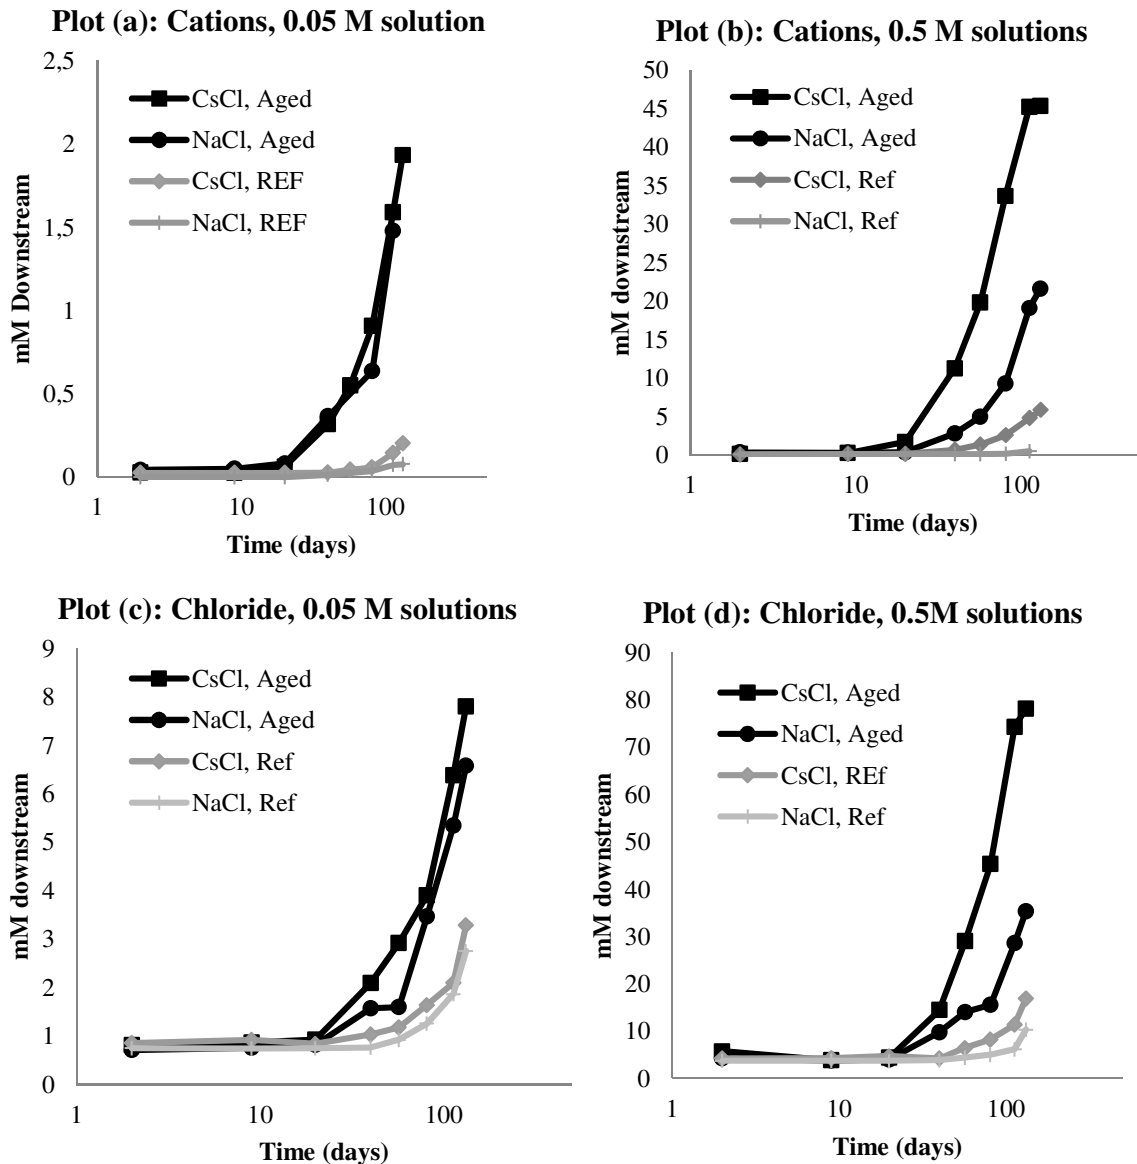 Plot (a): Cations, 0.05 M solution
2,5
2
1,5
1
0,5
0
mM Downstream
CsCl, Aged
NaCl, Aged
CsCl, REF
NaCl, REF
1
10
100
Time (days)
Plot (b): Cations, 0.5 M solutions
50
45
40
35
30
25
20
15
10
5
0
mM downstream
CsCl, Aged
NaCl, Aged
CsCl, Ref
NaCl, Ref
1
10
100
Time (days)
Plot (c): Chloride, 0.05 M solutions
9
8
7
6
5
4
3
2
1
0
mM downstream
CsCl, Aged
NaCl, Aged
CsCl, Ref
NaCl, Ref
1
10
100
Time (days)
Plot (d): Chloride, 0.5M solutions
90
80
70
60
50
40
30
20
10
0
mM downstream
CsCl, Aged
NaCl, Aged
CsCl, REf
NaCl, Ref
1
10
100
Time (days)